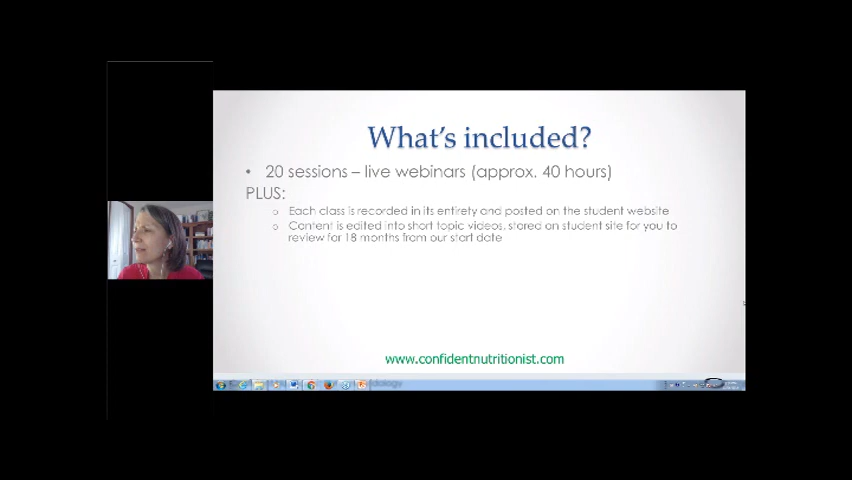 What's included?
• 20 sessions – live webinars (approx. 40 hours)
PLUS:
○ Each class is recorded in its entirety and posted on the student website
○ Content is edited into short topic videos, stored on student site for you to
review for 18 months from our start date
www.confidentnutritionist.com